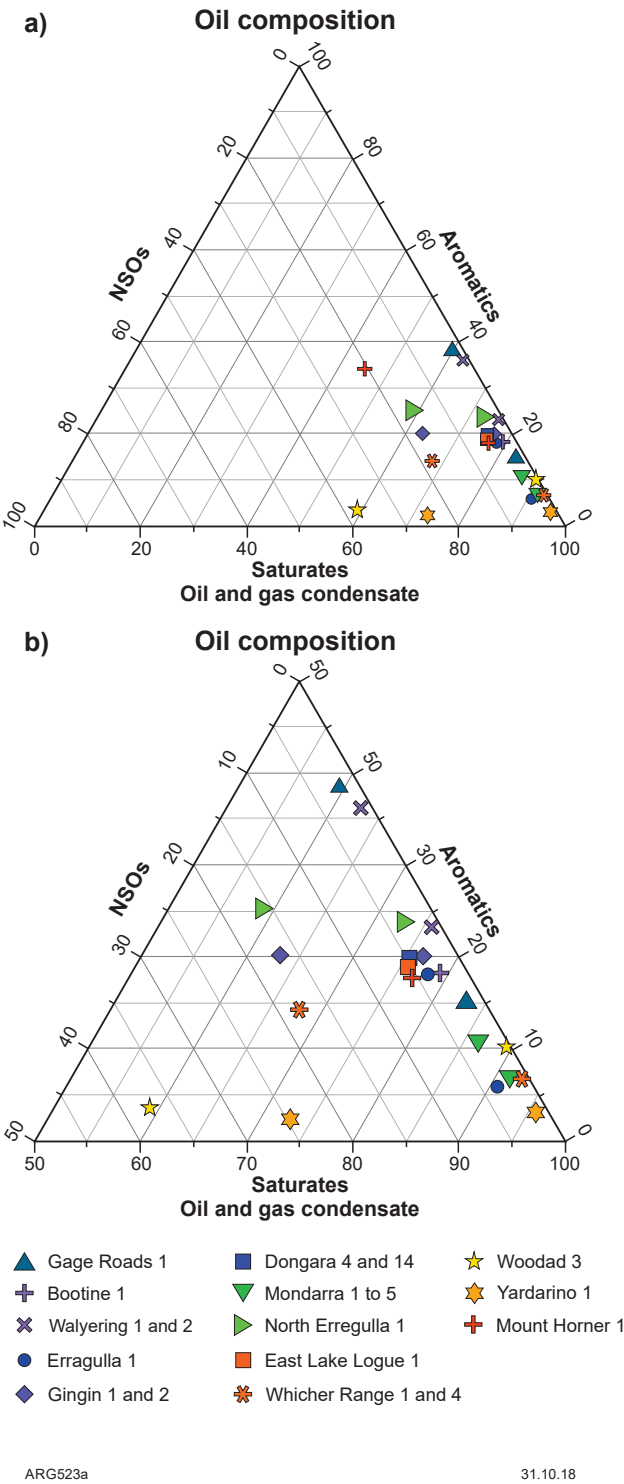 a)
Oil composition
0
100
20
80
40
60
NSOs
Aromatics
60
40
80
20
100
0
0
20
40
60
80
100
Saturates
Oil and gas condensate
b)
Oil composition
0
50
10
50
20
30
NSOs
Aromatics
30
20
40
10
50
0
50
60
70
80
90
100
Saturates
Oil and gas condensate
Gage Roads 1
Dongara 4 and 14
Woodad 3
Bootine 1
Mondarra 1 to 5
Yardarino 1
Walyering 1 and 2
North Erregulla 1
Mount Horner 1
Erragulla 1
East Lake Logue 1
Gingin 1 and 2
Whicher Range 1 and 4
ARG523a
31.10.18